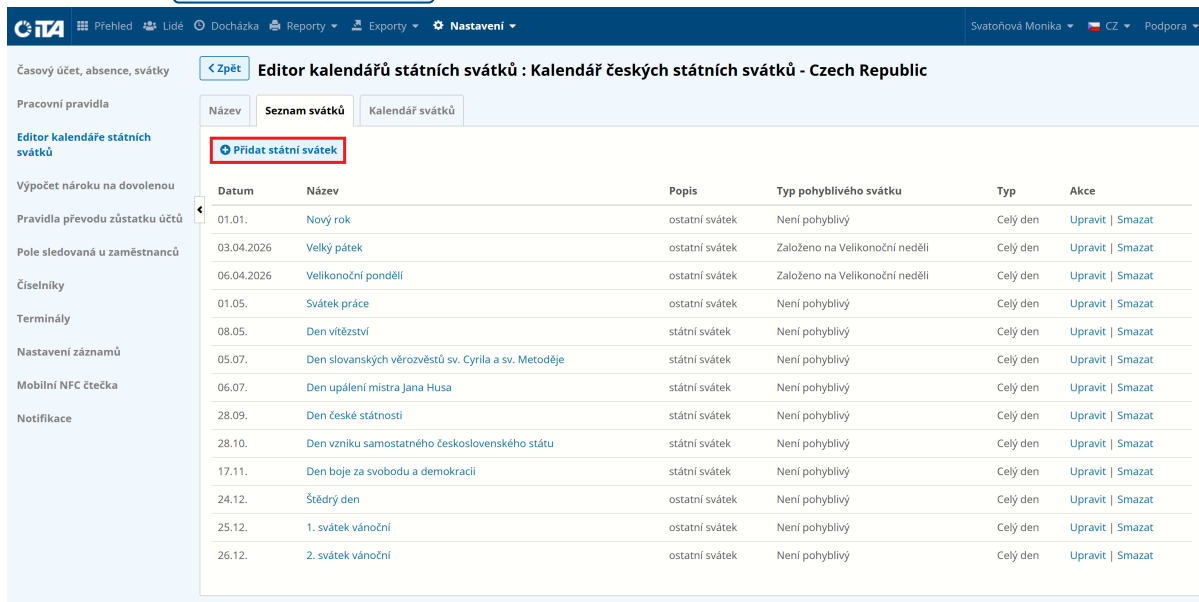 iTA Přehled Lidé Docházka Reporty Exporty Nastavení Svatoňová Monika CZ Podpora
Časový účet, absence, svátky
Pracovní pravidla
Editor kalendáře státních
svátků
Výpočet nároku na dovolenou
Pravidla převodu zůstatku účtů
Pole sledovaná u zaměstnanců
Číselníky
Terminály
Nastavení záznamů
Mobilní NFC čtečka
Notifikace
Zpět Editor kalendářů státních svátků : Kalendář českých státních svátků - Czech Republic
Název Seznam svátků Kalendář svátků
Přidat státní svátek
Datum Název Popis Typ pohyblivého svátku Typ Akce
01.01. Nový rok ostatní svátek Není pohyblivý Celý den Upravit | Smazat
03.04.2026 Velký pátek ostatní svátek Založeno na Velikonoční neděli Celý den Upravit | Smazat
06.04.2026 Velikonoční pondělí ostatní svátek Založeno na Velikonoční neděli Celý den Upravit | Smazat
01.05. Svátek práce ostatní svátek Není pohyblivý Celý den Upravit | Smazat
08.05. Den vítězství státní svátek Není pohyblivý Celý den Upravit | Smazat
05.07. Den slovanských věrozvěstů sv. Cyrila a sv. Metoděje státní svátek Není pohyblivý Celý den Upravit | Smazat
06.07. Den upálení mistra Jana Husa státní svátek Není pohyblivý Celý den Upravit | Smazat
28.09. Den české státnosti státní svátek Není pohyblivý Celý den Upravit | Smazat
28.10. Den vzniku samostatného československého státu státní svátek Není pohyblivý Celý den Upravit | Smazat
17.11. Den boje za svobodu a demokracii státní svátek Není pohyblivý Celý den Upravit | Smazat
24.12. Štědrý den ostatní svátek Není pohyblivý Celý den Upravit | Smazat
25.12. 1. svátek vánoční ostatní svátek Není pohyblivý Celý den Upravit | Smazat
26.12. 2. svátek vánoční ostatní svátek Není pohyblivý Celý den Upravit | Smazat